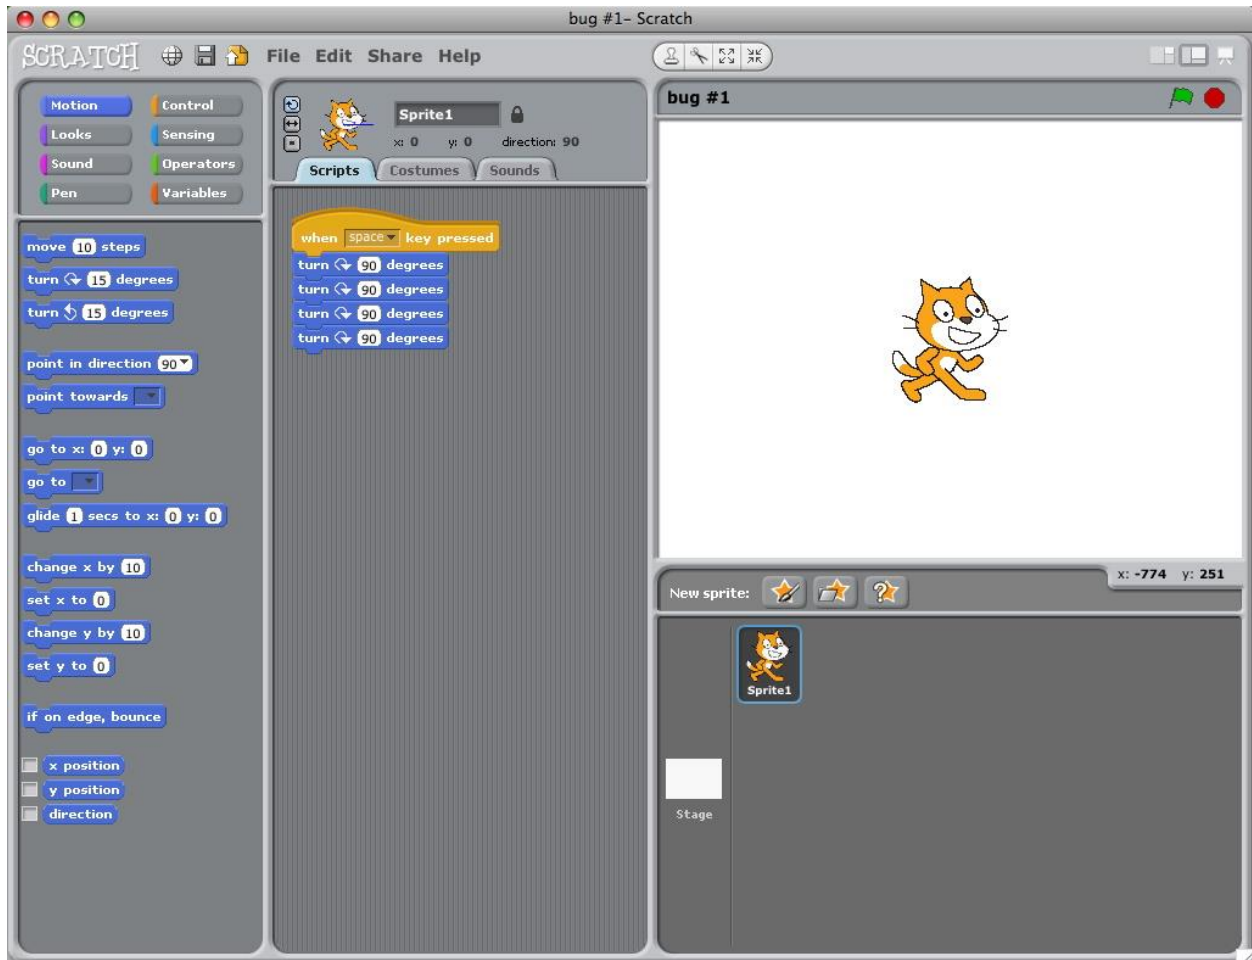 bug #1- Scratch
SCRATCH File Edit Share Help
Motion Control
Looks Sensing
Sound Operators
Pen Variables
move 10 steps
turn 15 degrees
turn 15 degrees
point in direction 90
point towards
go to x: 0 y: 0
go to
glide 1 secs to x: 0 y: 0
change x by 10
set x to 0
change y by 10
set y to 0
if on edge, bounce
x position
y position
direction
Sprite1
x: 0 y: 0 direction: 90
Scripts Costumes Sounds
when space key pressed
turn 90 degrees
turn 90 degrees
turn 90 degrees
turn 90 degrees
bug #1
x: -774 y: 251
New sprite:
Sprite1
Stage